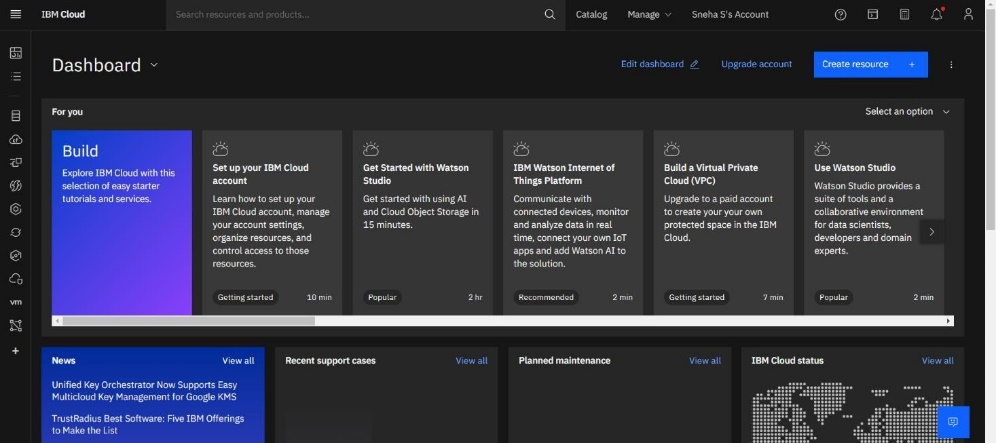 IBM Cloud
Search resources and products...
Catalog
Manage
Sneha S's Account
Dashboard
Edit dashboard
Upgrade account
Create resource +
For you
Select an option
Build
Explore IBM Cloud with this
selection of easy starter
tutorials and services.
Set up your IBM Cloud
account
Learn how to set up your
IBM Cloud account, manage
your account settings,
organize resources, and
control access to those
resources.
Getting started
10 min
Get Started with Watson
Studio
Get started with using AI
and Cloud Object Storage in
15 minutes.
Popular
2 hr
IBM Watson Internet of
Things Platform
Communicate with
connected devices, monitor
and analyze data in real
time, connect your own IoT
apps and add Watson AI to
the solution.
Recommended
2 min
Build a Virtual Private
Cloud (VPC)
Upgrade to a paid account
to create your your own
protected space in the IBM
Cloud.
Getting started
7 min
Use Watson Studio
Watson Studio provides a
suite of tools and a
collaborative environment
for data scientists,
developers and domain
experts.
Popular
2 min
vm
News
View all
Unified Key Orchestrator Now Supports Easy
Multicloud Key Management for Google KMS
TrustRadius Best Software: Five IBM Offerings
to Make the List
Recent support cases
View all
Planned maintenance
View all
IBM Cloud status
View all